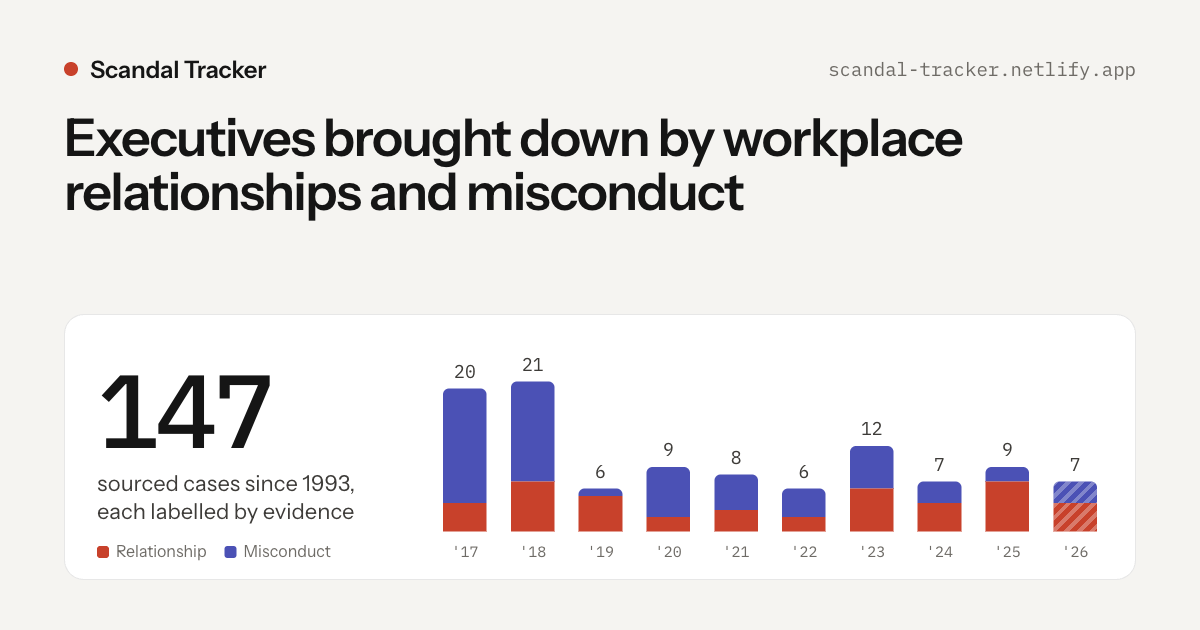 Scandal Tracker
scandal-tracker.netlify.app
Executives brought down by workplace
relationships and misconduct
147
sourced cases since 1993,
each labelled by evidence
Relationship
Misconduct
20
21
6
9
8
6
12
7
9
7
'17
'18
'19
'20
'21
'22
'23
'24
'25
'26